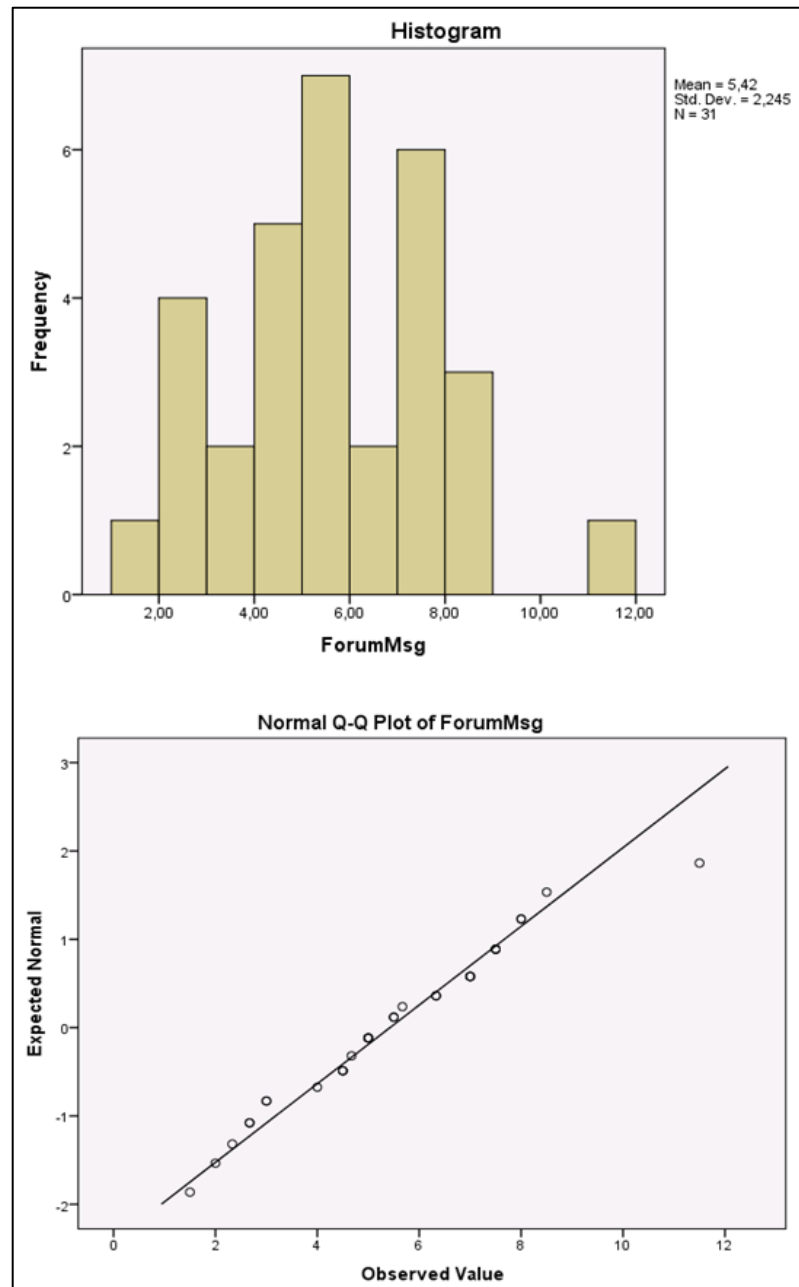 Histogram
Mean = 5,42
Std. Dev. = 2,245
N = 31
6
4
2
0
Frequency
2,00 4,00 6,00 8,00 10,00 12,00
ForumMsg
Normal Q-Q Plot of ForumMsg
3
2
1
0
-1
-2
Expected Normal
0 2 4 6 8 10 12
Observed Value